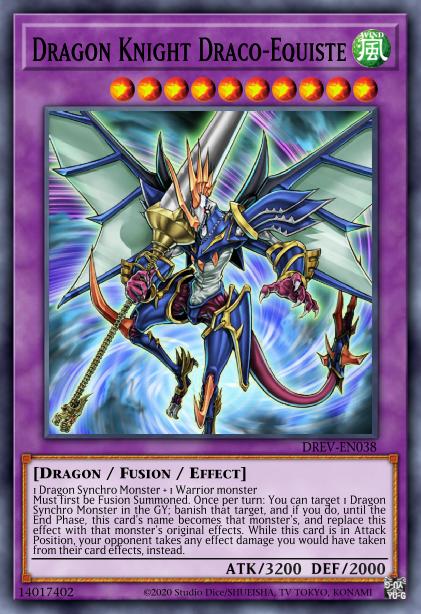 DRAGON KNIGHT DRACO-EQUISTE
WIND
風
DREV-EN038
[DRAGON / FUSION / EFFECT]
1 Dragon Synchro Monster + 1 Warrior monster
Must first be Fusion Summoned. Once per turn: You can target 1 Dragon
Synchro Monster in the GY; banish that target, and if you do, until the
End Phase, this card's name becomes that monster's, and replace this
effect with that monster's original effects. While this card is in Attack
Position, your opponent takes any effect damage you would have taken
from their card effects, instead.
ATK/3200 DEF/2000
14017402
©2020 Studio Dice/SHUEISHA, TV TOKYO, KONAMI